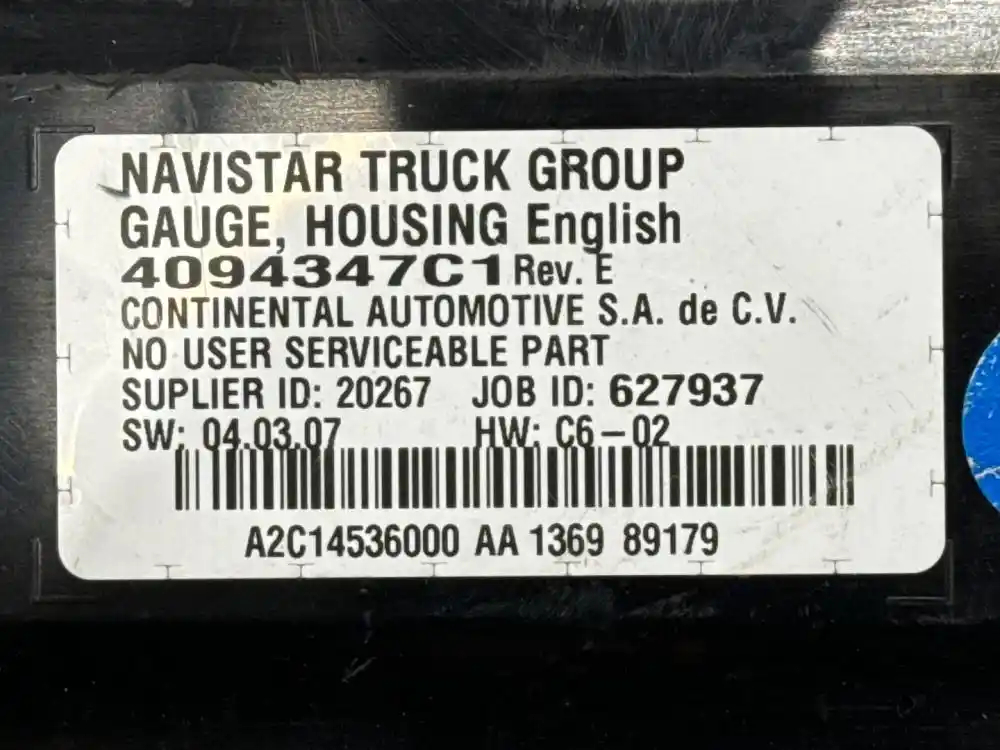 NAVISTAR TRUCK GROUP
GAUGE, HOUSING English
4094347C1 Rev. E
CONTINENTAL AUTOMOTIVE S.A. de C.V.
NO USER SERVICEABLE PART
SUPLIER ID: 20267 JOB ID: 627937
SW: 04.03.07 HW: C6-02
A2C14536000 AA 1369 89179